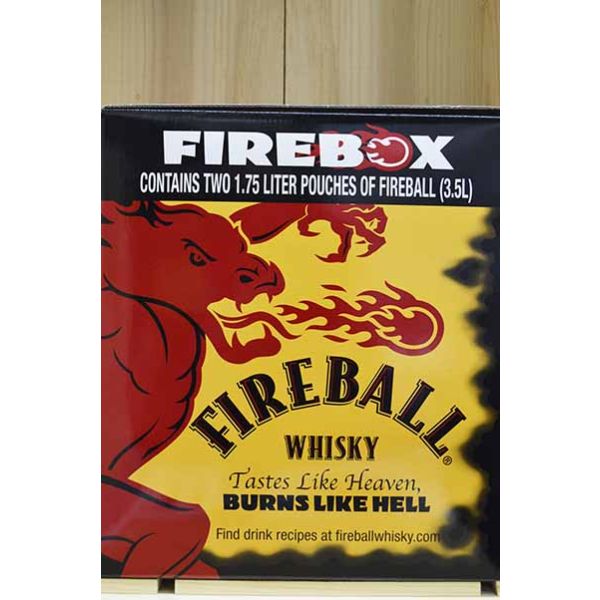 FIREBOX
CONTAINS TWO 1.75 LITER POUCHES OF FIREBALL (3.5L)
FIREBALL®
WHISKY
Tastes Like Heaven,
BURNS LIKE HELL
Find drink recipes at fireballwhisky.com